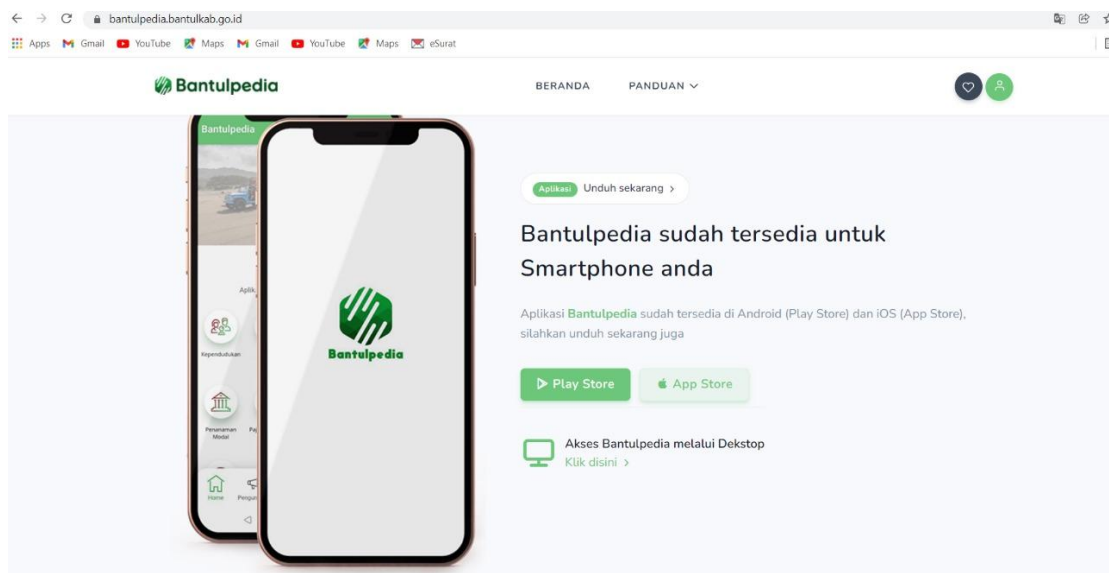 bantulpedia.bantulkab.go.id
Apps Gmail YouTube Maps Gmail YouTube Maps eSurat
Bantulpedia BERANDA PANDUAN
Bantulpedia
Kependudukan
Penanaman
Modal
Home
Bantulpedia
Aplikasi Unduh sekarang >
Bantulpedia sudah tersedia untuk
Smartphone anda
Aplikasi Bantulpedia sudah tersedia di Android (Play Store) dan iOS (App Store),
silahkan unduh sekarang juga
Play Store App Store
Akses Bantulpedia melalui Dekstop
Klik disini >